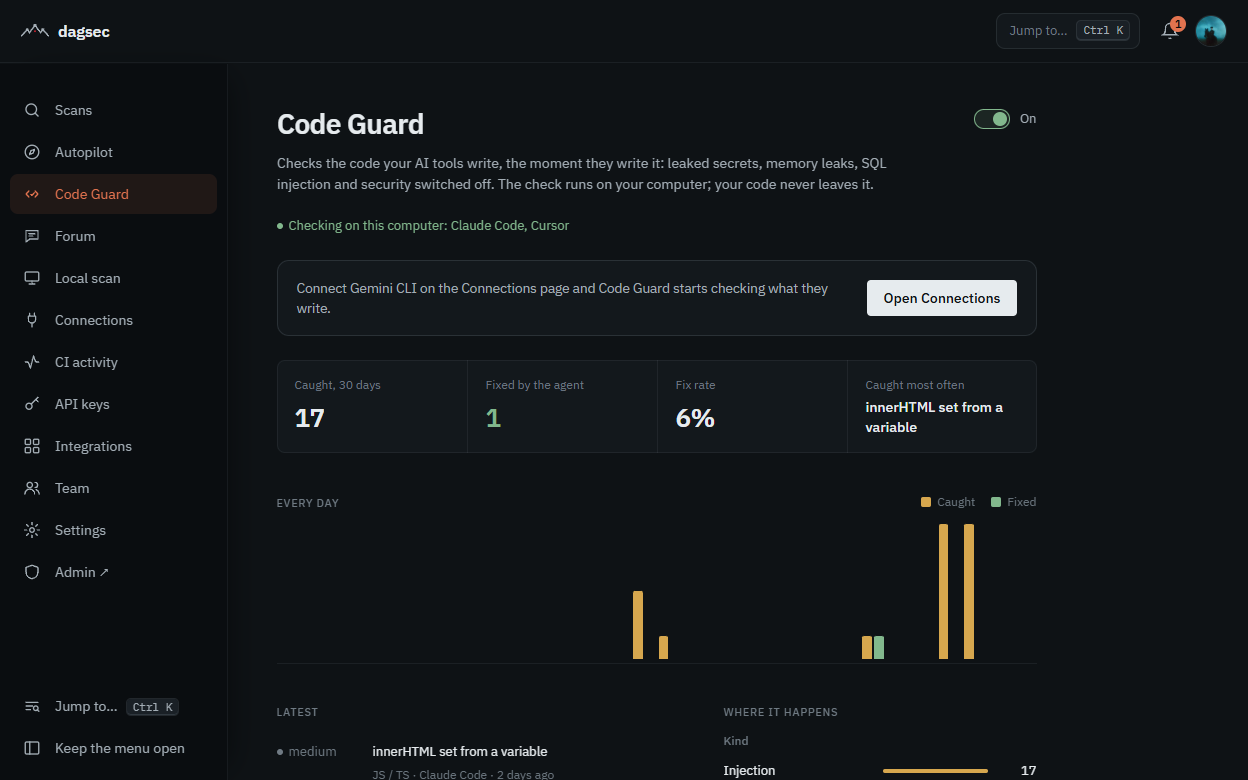 dagsec
Jump to... Ctrl K
1
Scans
Autopilot
Code Guard
Forum
Local scan
Connections
CI activity
API keys
Integrations
Team
Settings
Admin ↗
Jump to... Ctrl K
Keep the menu open
Code Guard
On
Checks the code your AI tools write, the moment they write it: leaked secrets, memory leaks, SQL
injection and security switched off. The check runs on your computer; your code never leaves it.
Checking on this computer: Claude Code, Cursor
Connect Gemini CLI on the Connections page and Code Guard starts checking what they
write.
Open Connections
Caught, 30 days
17
Fixed by the agent
1
Fix rate
6%
Caught most often
innerHTML set from a
variable
EVERY DAY
Caught
Fixed
LATEST
medium
innerHTML set from a variable
JS / TS · Claude Code · 2 days ago
WHERE IT HAPPENS
Kind
Injection 17